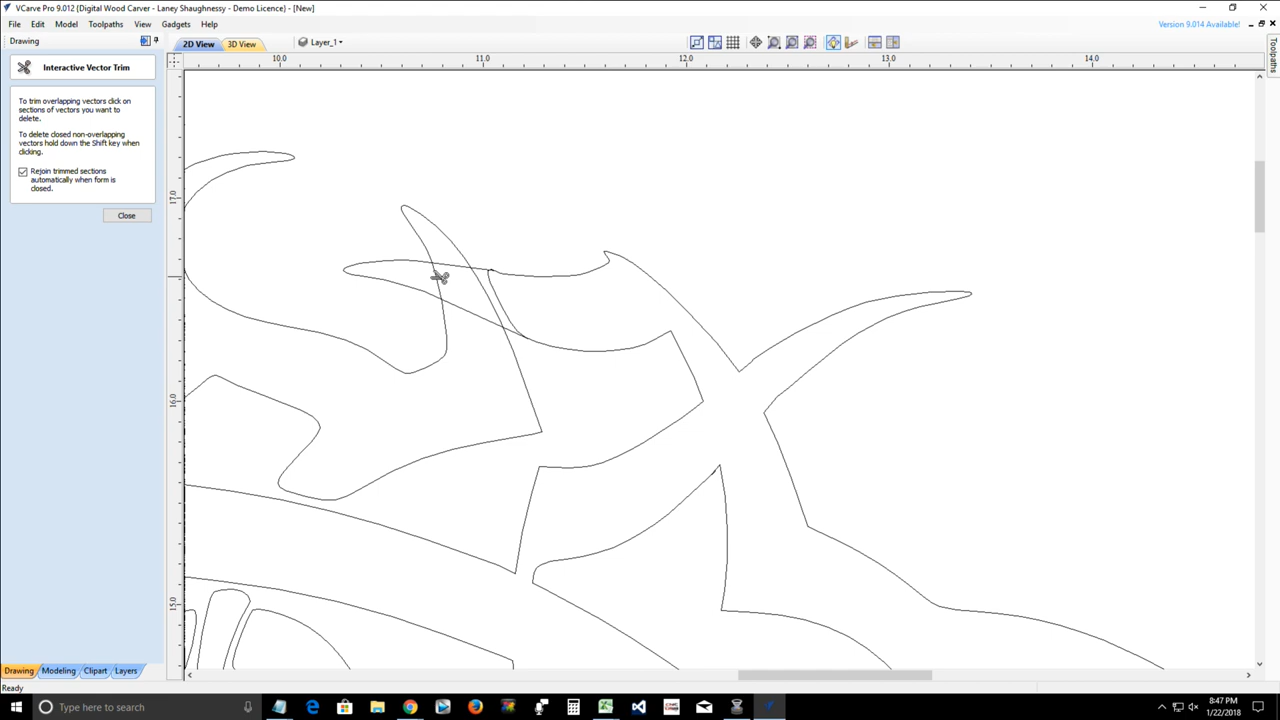 VCarve Pro 9.012 {Digital Wood Carver - Laney Shaughnessy - Demo Licence} - [New]
File Edit Model Toolpaths View Gadgets Help
Version 9.014 Available!
Drawing
2D View 3D View Layer_1
Toolpaths
10.0 11.0 12.0 13.0 14.0
Interactive Vector Trim
To trim overlapping vectors click on
sections of vectors you want to
delete.
To delete closed non-overlapping
vectors hold down the Shift key when
clicking.
Rejoin trimmed sections
automatically when form is
closed.
Close
17.0
16.0
15.0
Drawing Modeling Clipart Layers
Ready
Type here to search
8:47 PM
1/22/2018